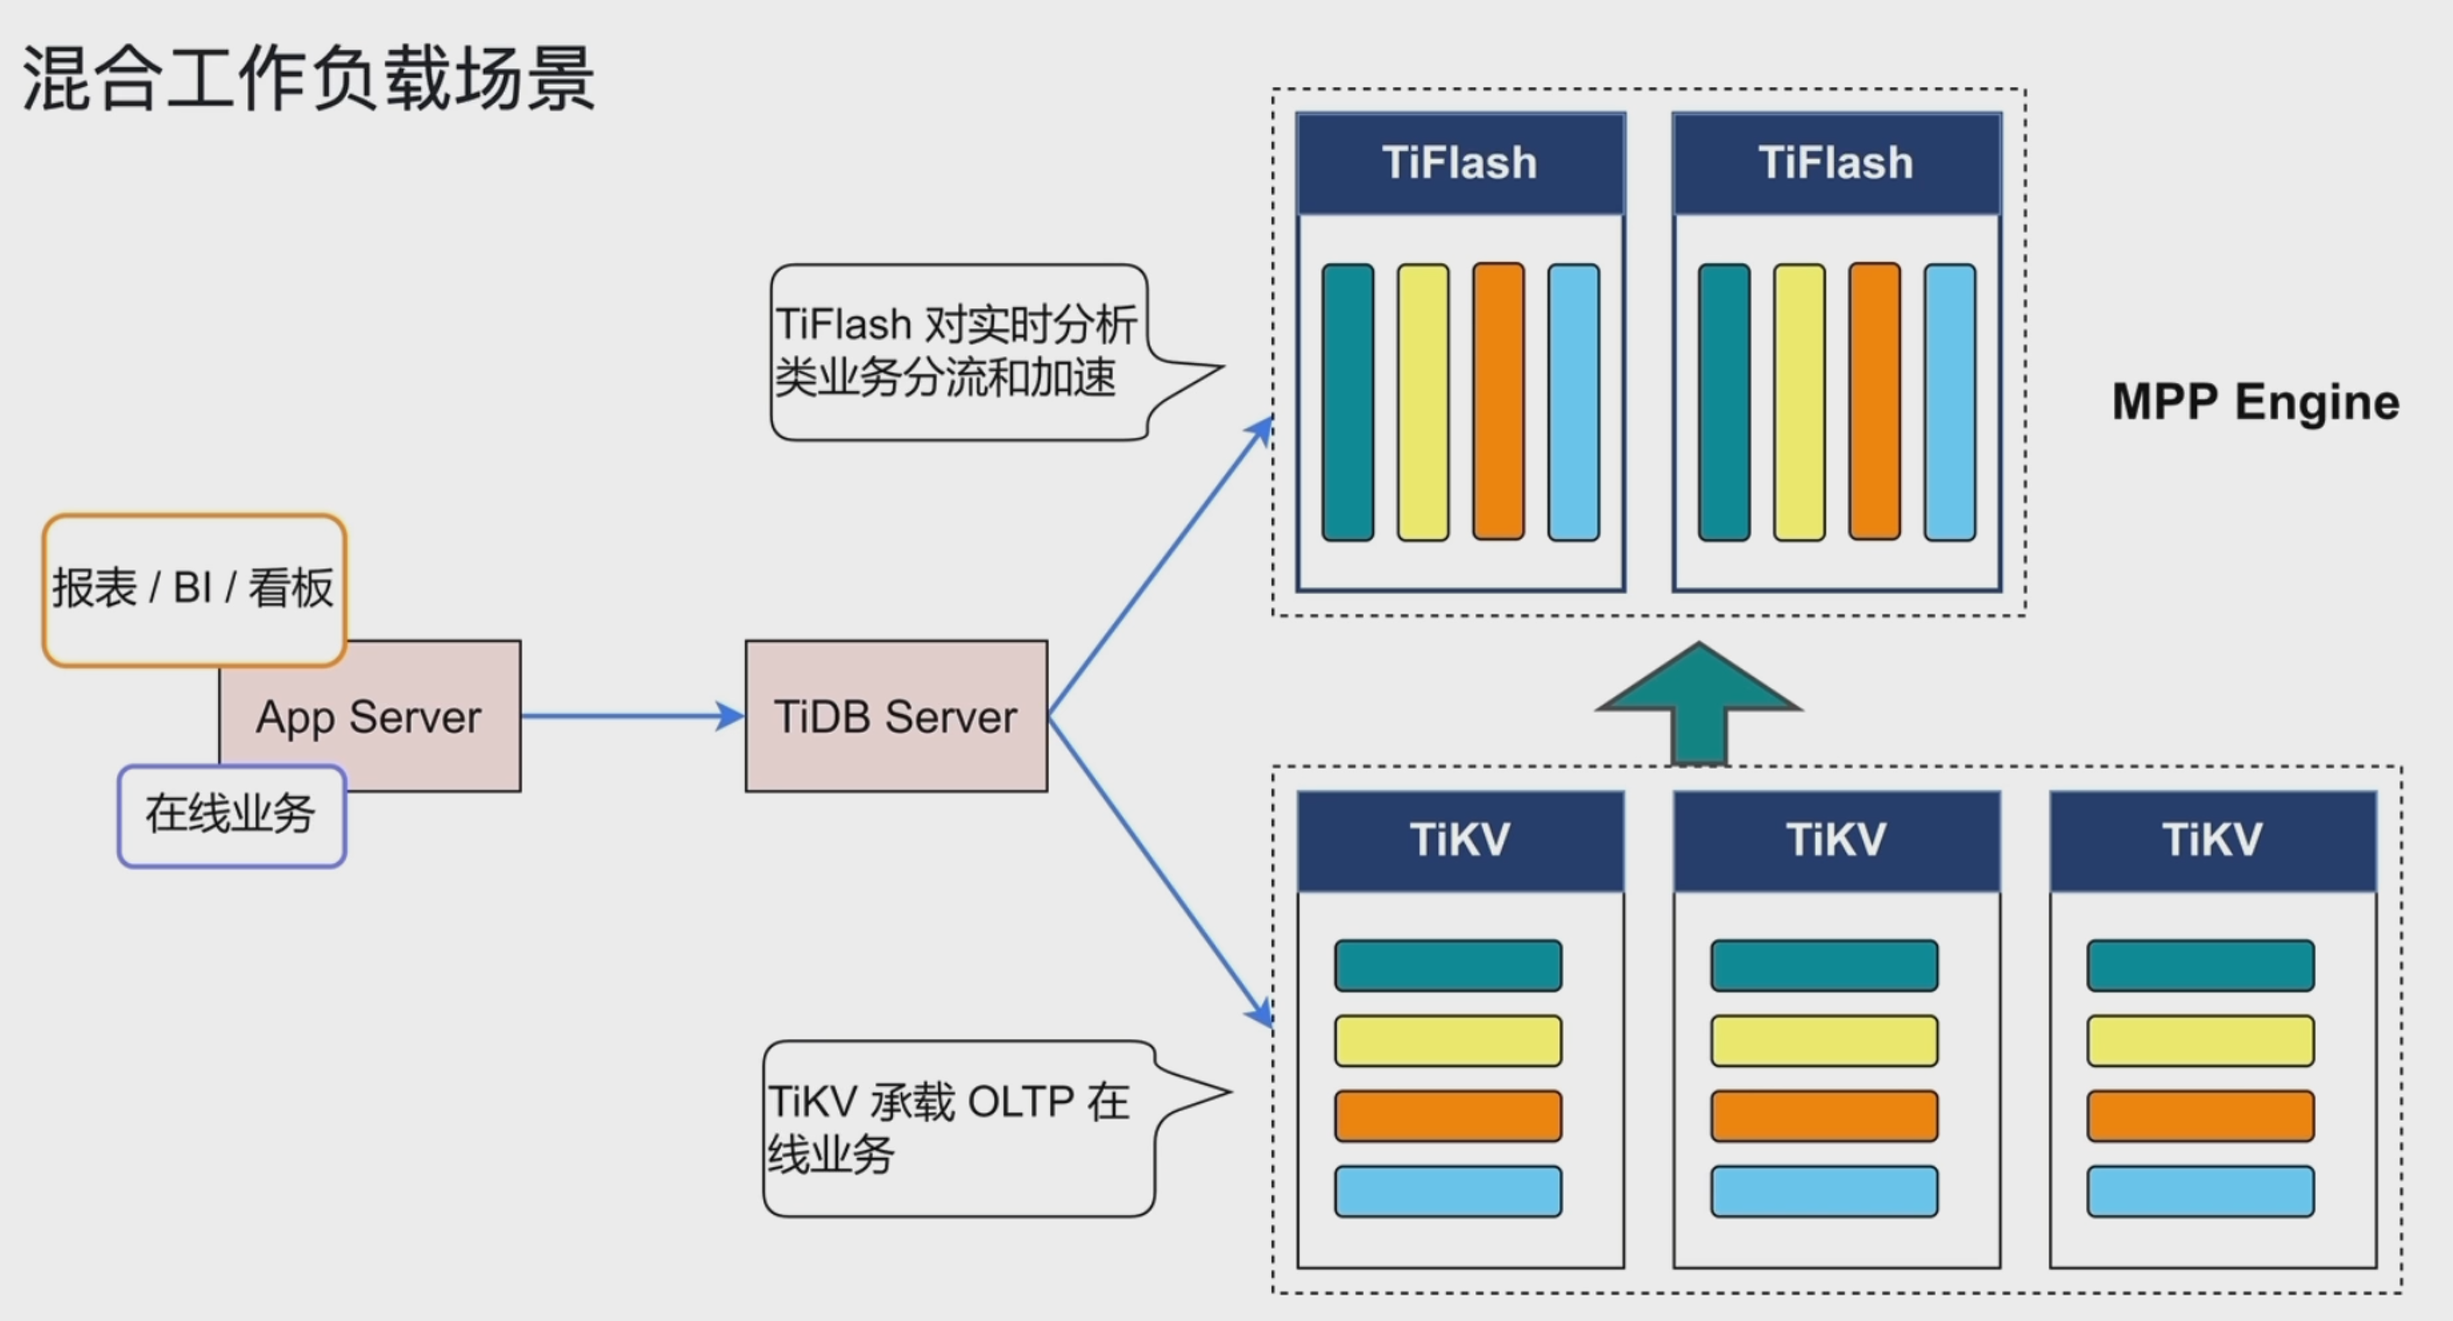 混合工作负载场景
TiFlash
TiFlash
TiFlash 对实时分析
类业务分流和加速
MPP Engine
报表 / BI / 看板
App Server
TiDB Server
在线业务
TiKV
TiKV
TiKV
TiKV 承载 OLTP 在
线业务